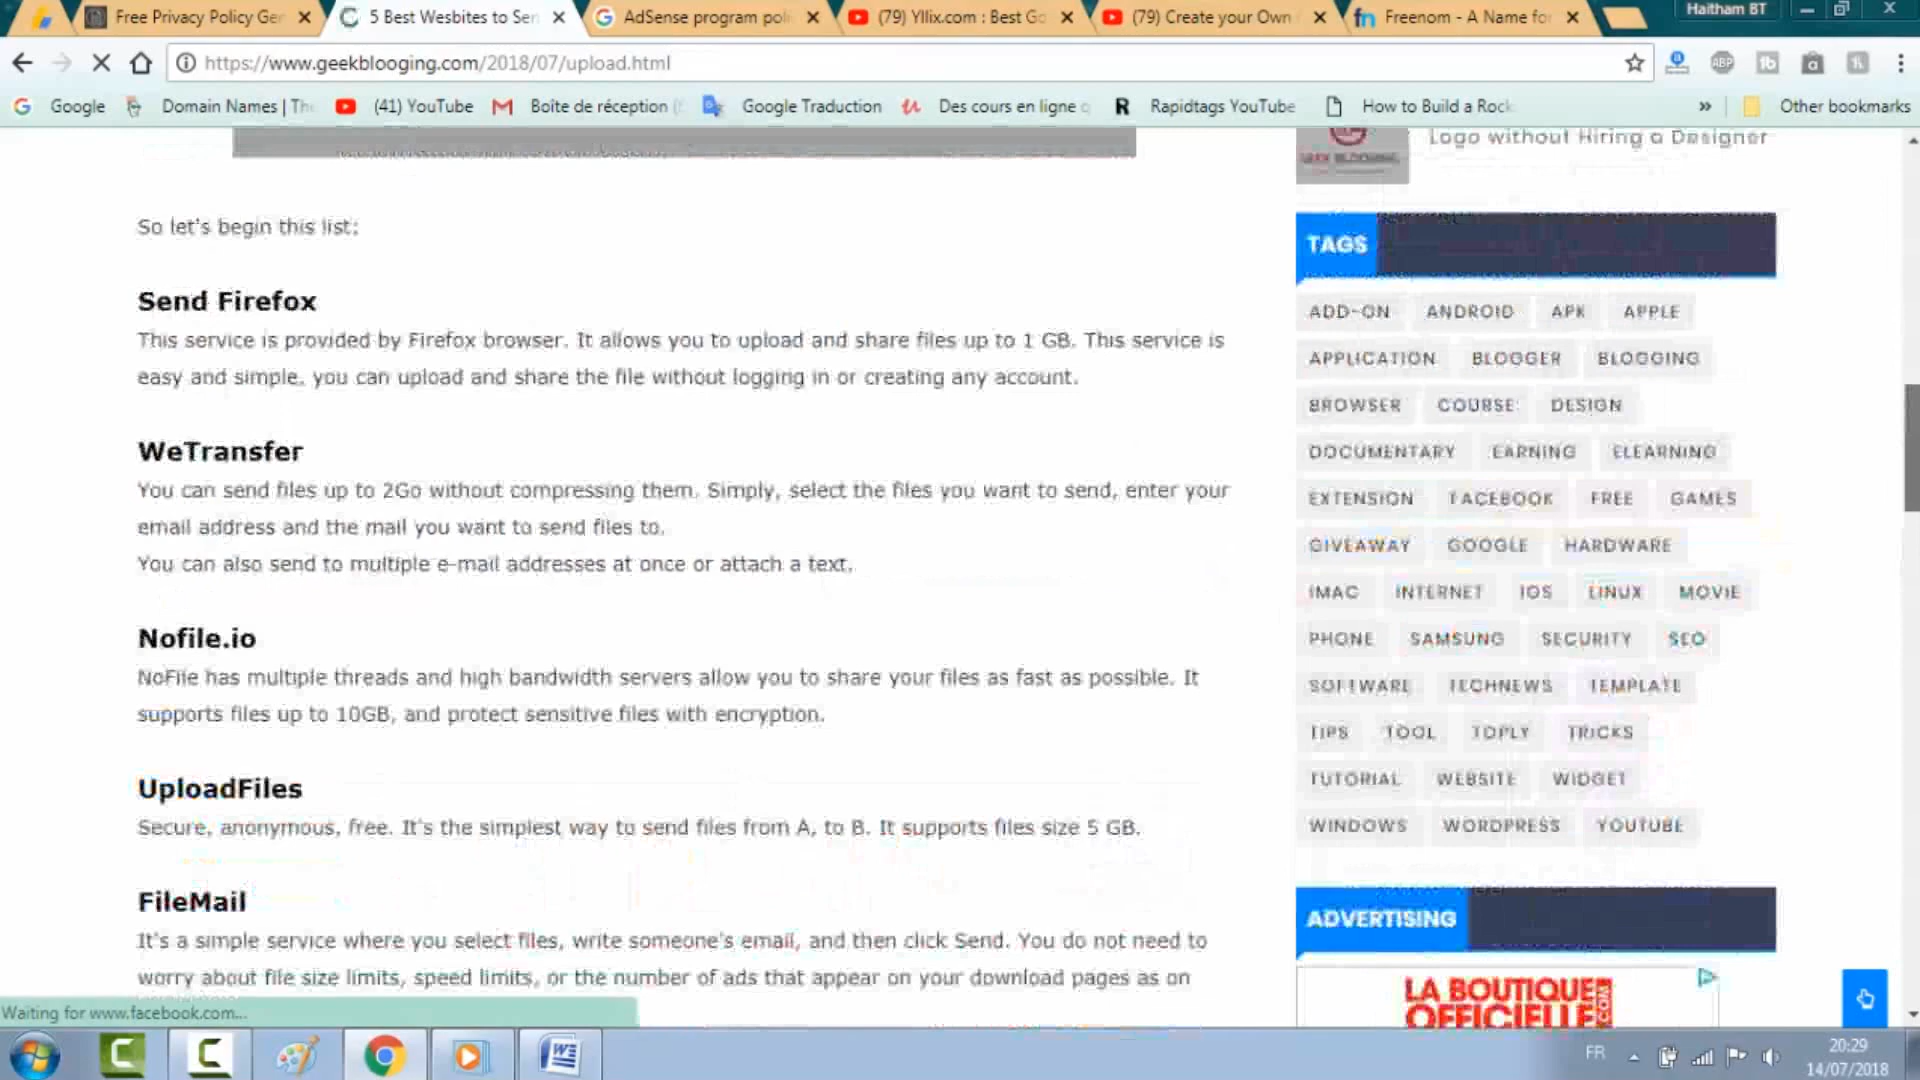 Free Privacy Policy Ger
5 Best Wesbites to Sen
AdSense program poli
(79) Yllix.com : Best Go
(79) Create your Own
Freenom - A Name fo
Haitham BT
https://www.geekblooging.com/2018/07/upload.html
ABP
Google
Domain Names | The
(41) YouTube
Boîte de réception (
Google Traduction
Des cours en ligne
Rapidtags YouTube
How to Build a Rock
»
Other bookmarks
Logo without Hiring a Designer
So let's begin this list:
Send Firefox
This service is provided by Firefox browser. It allows you to upload and share files up to 1 GB. This service is
easy and simple, you can upload and share the file without logging in or creating any account.
WeTransfer
You can send files up to 2Go without compressing them. Simply, select the files you want to send, enter your
email address and the mail you want to send files to.
You can also send to multiple e-mail addresses at once or attach a text.
Nofile.io
NoFile has multiple threads and high bandwidth servers allow you to share your files as fast as possible. It
supports files up to 10GB, and protect sensitive files with encryption.
UploadFiles
Secure, anonymous, free. It's the simplest way to send files from A, to B. It supports files size 5 GB.
FileMail
It's a simple service where you select files, write someone's email, and then click Send. You do not need to
worry about file size limits, speed limits, or the number of ads that appear on your download pages as on
TAGS
ADD-ON ANDROID APK APPLE
APPLICATION BLOGGER BLOGGING
BROWSER COURSE DESIGN
DOCUMENTARY EARNING ELEARNING
EXTENSION FACEBOOK FREE GAMES
GIVEAWAY GOOGLE HARDWARE
IMAC INTERNET IOS LINUX MOVIE
PHONE SAMSUNG SECURITY SEO
SOFTWARE TECHNEWS TEMPLATE
TIPS TOOL TOPLY TRICKS
TUTORIAL WEBSITE WIDGET
WINDOWS WORDPRESS YOUTUBE
ADVERTISING
LA BOUTIQUE
OFFICIELLE
.COM
Waiting for www.facebook.com...
FR
20:29
14/07/2018